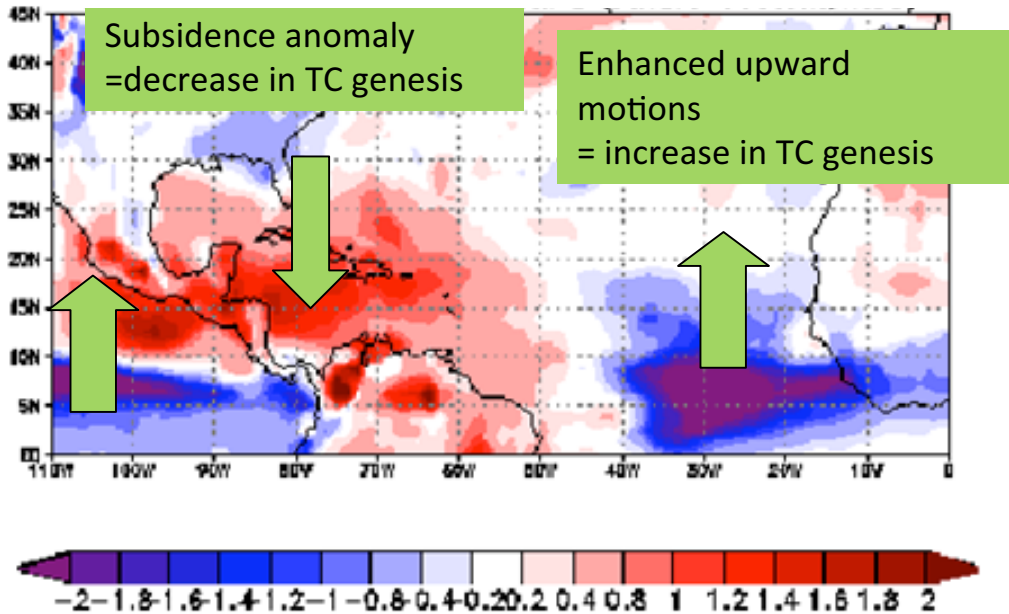 45N
Subsidence anomaly
=decrease in TC genesis
Enhanced upward
motions
= increase in TC genesis
40N
35N
30N
25N
20N
15N
10N
5N
EQ
110W 100W 90W 80W 70W 60W 50W 40W 30W 20W 10W 0
-2-1.8-1.6-1.4-1.2-1-0.8-0.4-0.20.2 0.4 0.8 1 1.2 1.4 1.6 1.8 2